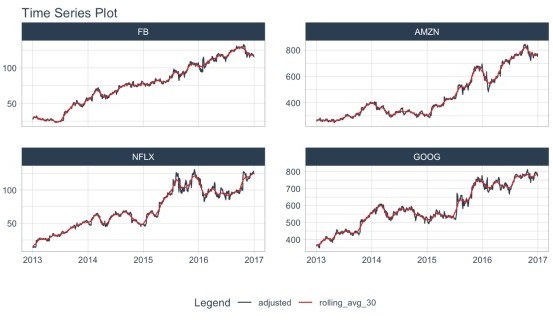 Time Series Plot
FB
AMZN
100
50
800
600
400
NFLX
GOOG
100
50
800
700
600
500
400
2013 2014 2015 2016 2017
2013 2014 2015 2016 2017
Legend adjusted rolling_avg_30